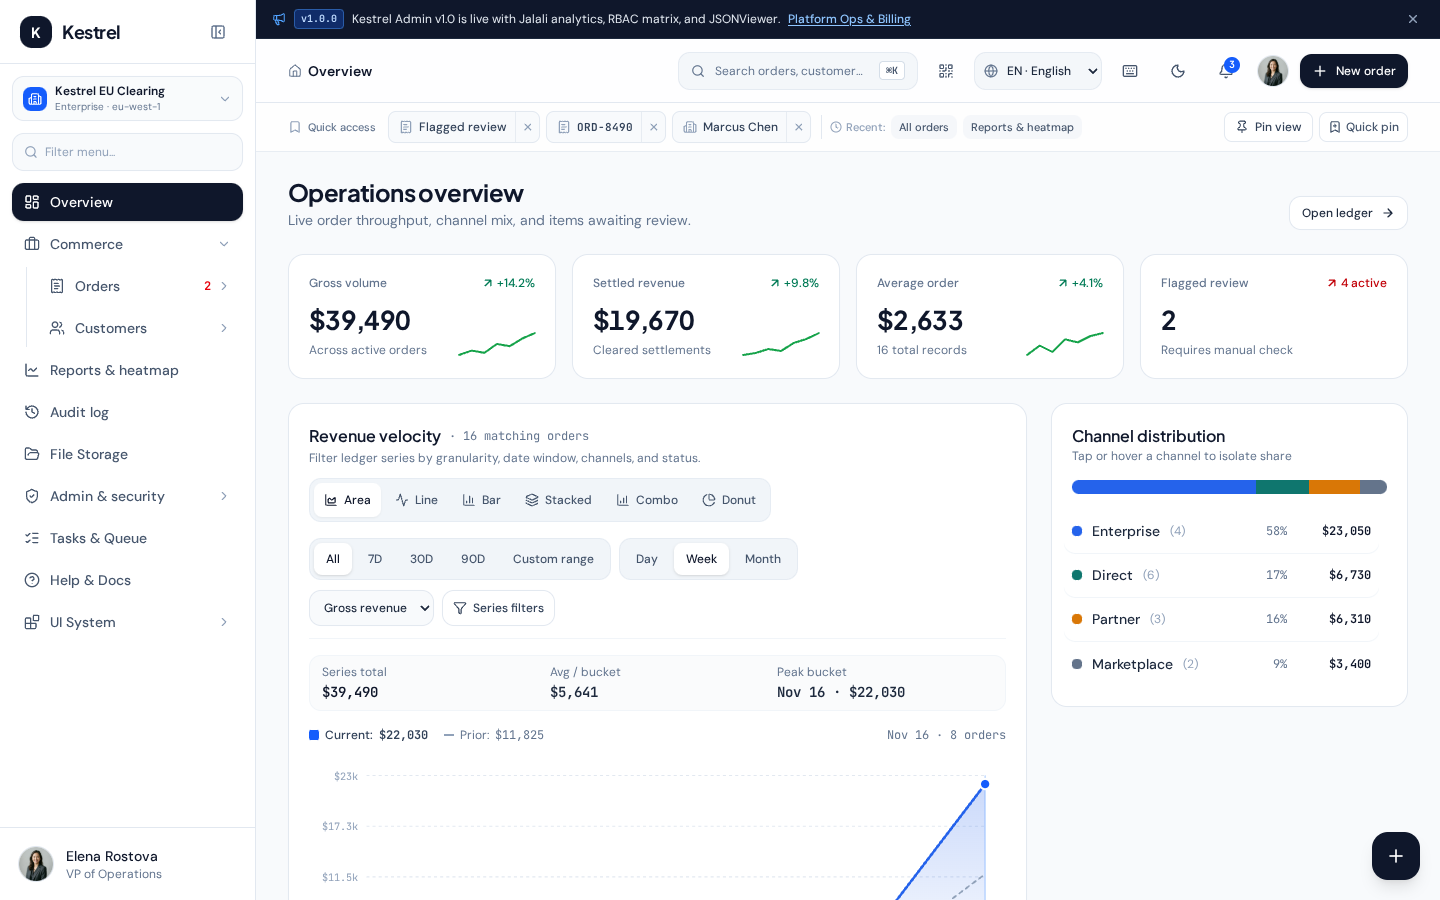 K Kestrel
Kestrel EU Clearing
Enterprise · eu-west-1
Filter menu...
Overview
Commerce
Orders 2
Customers
Reports & heatmap
Audit log
File Storage
Admin & security
Tasks & Queue
Help & Docs
UI System
Elena Rostova
VP of Operations
v1.0.0 Kestrel Admin v1.0 is live with Jalali analytics, RBAC matrix, and JSONViewer. Platform Ops & Billing
Overview
Search orders, customer... ⌘K
EN · English
3
New order
Quick access
Flagged review
ORD-8490
Marcus Chen
Recent: All orders Reports & heatmap
Pin view
Quick pin
Operations overview
Live order throughput, channel mix, and items awaiting review.
Open ledger
Gross volume +14.2%
$39,490
Across active orders
Settled revenue +9.8%
$19,670
Cleared settlements
Average order +4.1%
$2,633
16 total records
Flagged review 4 active
2
Requires manual check
Revenue velocity · 16 matching orders
Filter ledger series by granularity, date window, channels, and status.
Area Line Bar Stacked Combo Donut
All 7D 30D 90D Custom range Day Week Month
Gross revenue Series filters
Series total Avg / bucket Peak bucket
$39,490 $5,641 Nov 16 · $22,030
Current: $22,030 Prior: $11,825 Nov 16 · 8 orders
$23k
$17.3k
$11.5k
Channel distribution
Tap or hover a channel to isolate share
Enterprise (4) 58% $23,050
Direct (6) 17% $6,730
Partner (3) 16% $6,310
Marketplace (2) 9% $3,400